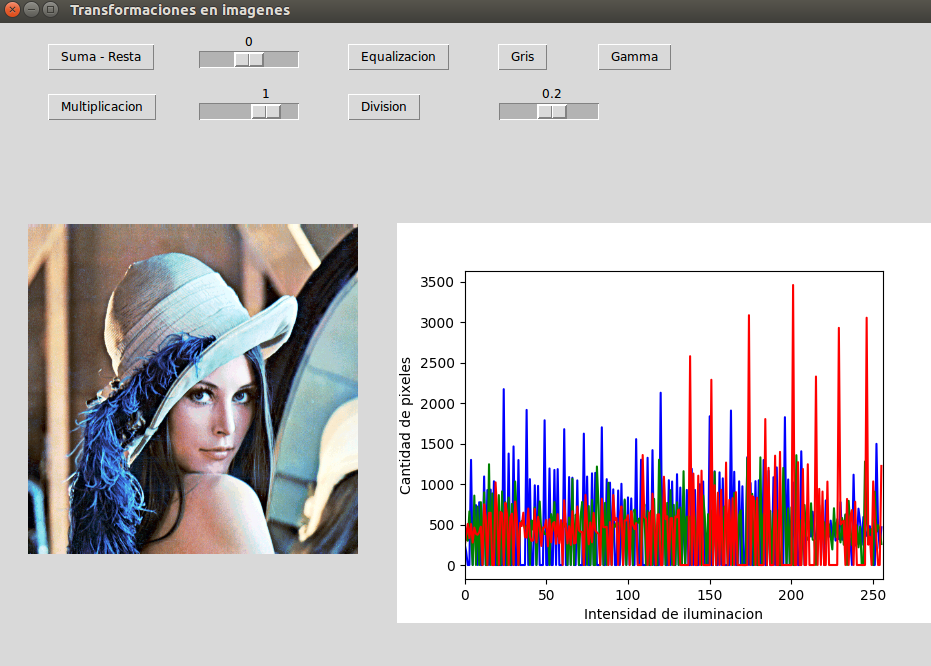 Transformaciones en imagenes
0
Suma - Resta
Equalizacion
Gris
Gamma
1
0.2
Multiplicacion
Division
3500
3000
2500
2000
1500
1000
500
0
Cantidad de pixeles
0 50 100 150 200 250
Intensidad de iluminacion